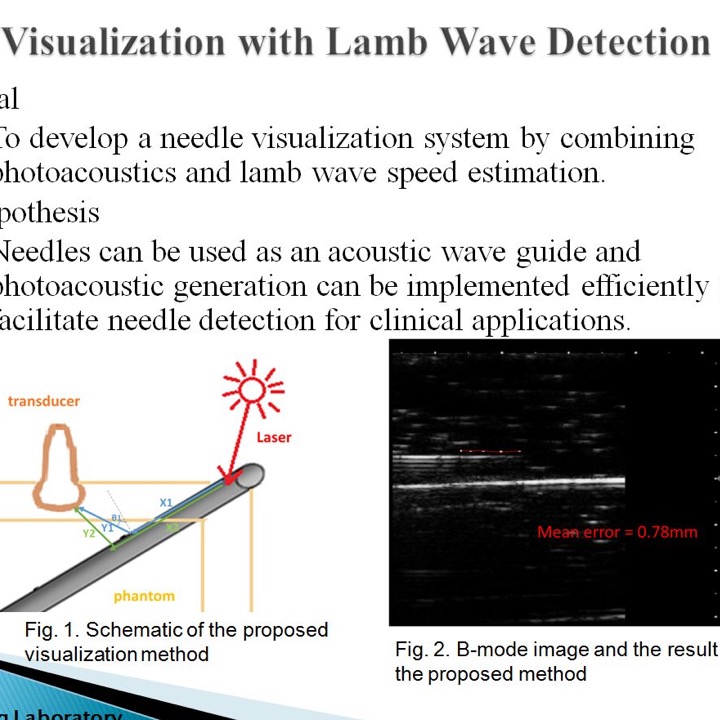 Visualization with Lamb Wave Detection
al
To develop a needle visualization system by combining
photoacoustics and lamb wave speed estimation.
pothesis
Needles can be used as an acoustic wave guide and
photoacoustic generation can be implemented efficiently
facilitate needle detection for clinical applications.
transducer
Laser
X1
θ1
Y1
X2
Y2
phantom
Mean error = 0.78mm
Fig. 1. Schematic of the proposed
visualization method
Fig. 2. B-mode image and the result
the proposed method
g Laboratory